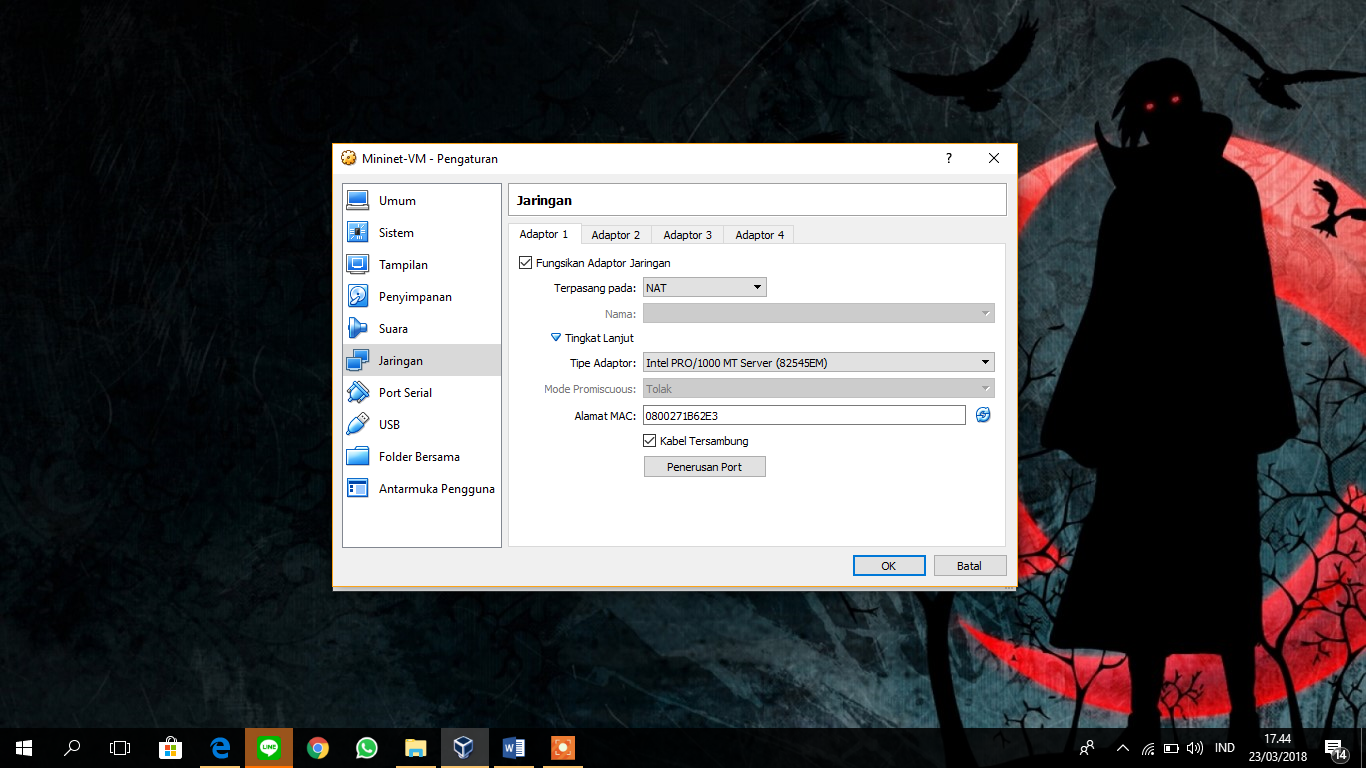 Mininet-VM - Pengaturan
?
Umum
Sistem
Tampilan
Penyimpanan
Suara
Jaringan
Port Serial
USB
Folder Bersama
Antarmuka Pengguna
Jaringan
Adaptor 1 Adaptor 2 Adaptor 3 Adaptor 4
Fungsikan Adaptor Jaringan
Terpasang pada: NAT
Nama:
Tingkat Lanjut
Tipe Adaptor: Intel PRO/1000 MT Server (82545EM)
Mode Promiscuous: Tolak
Alamat MAC: 0800271B62E3
Kabel Tersambung
Penerusan Port
OK Batal
LINE
IND
17.44
23/03/2018
14